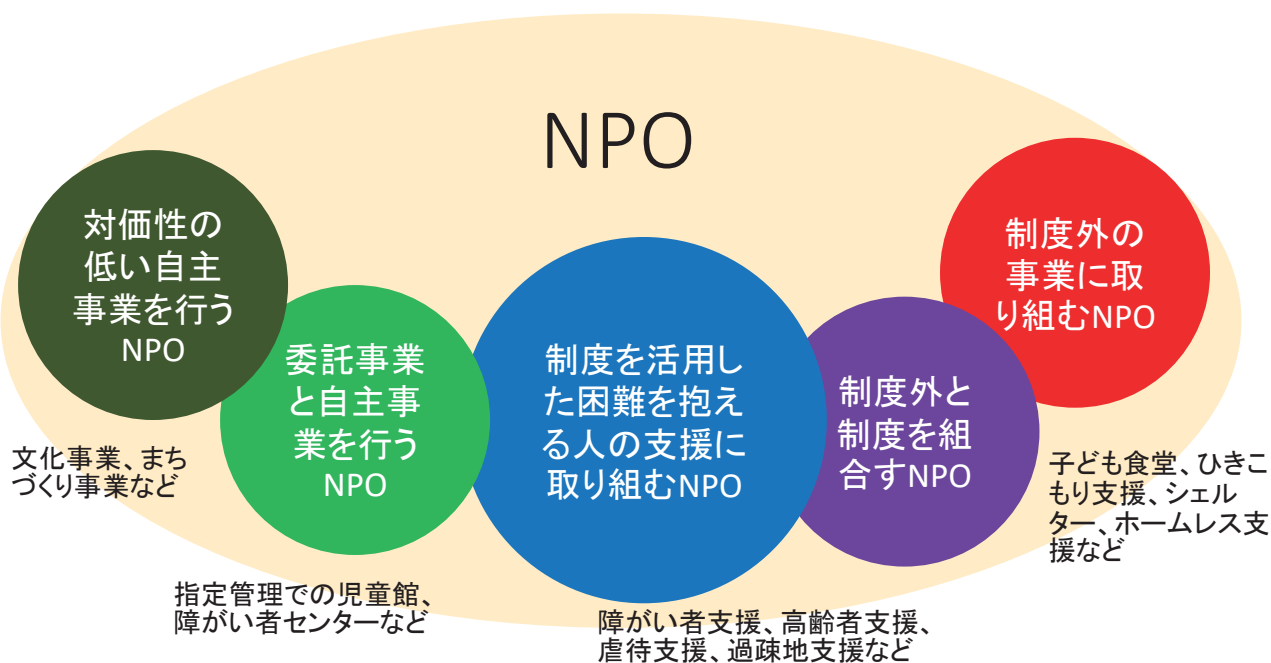 NPO
対価性の
低い自主
事業を行う
NPO
文化事業、まち
づくり事業など
委託事業
と自主事
業を行う
NPO
指定管理での児童館、
障がい者センターなど
制度を活用し
た困難を抱え
る人の支援に
取り組むNPO
障がい者支援、高齢者支援、
虐待支援、過疎地支援など
制度外と
制度を組
合すNPO
制度外の
事業に取
り組むNPO
子ども食堂、ひきこ
もり支援、シェル
ター、ホームレス支
援など